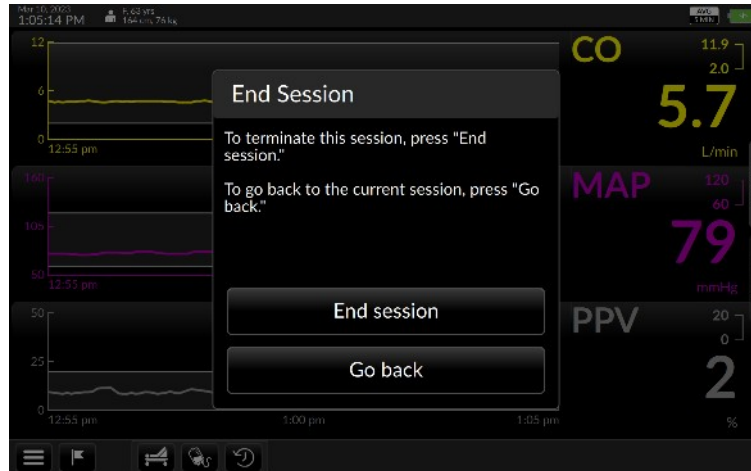 Mar 10, 2023
1:05:14 PM
F, 63 yrs
164 cm, 76 kg
AVG
5 MIN
12
6
0
12:55 pm
CO
11.9
2.0
5.7
L/min
End Session
To terminate this session, press "End
session."
To go back to the current session, press "Go
back."
End session
Go back
160
105
50
12:55 pm
MAP
120
60
79
mmHg
50
25
0
12:55 pm
1:00 pm
1:05 pm
PPV
20
0
2
%